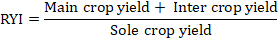 RYI = Main crop yield + Inter crop yield
Sole crop yield